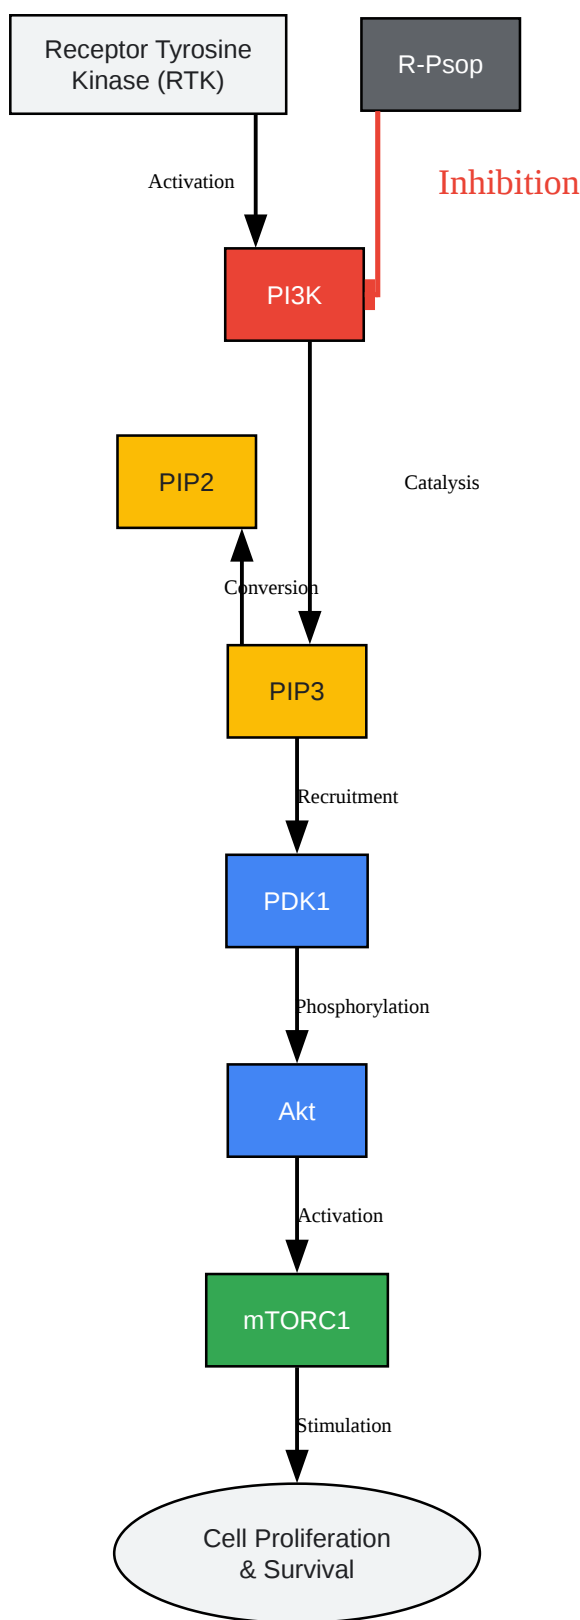 Receptor Tyrosine
Kinase (RTK)
R-Psop
Activation
Inhibition
PI3K
PIP2
Catalysis
Conversion
PIP3
Recruitment
PDK1
Phosphorylation
Akt
Activation
mTORC1
Stimulation
Cell Proliferation
& Survival